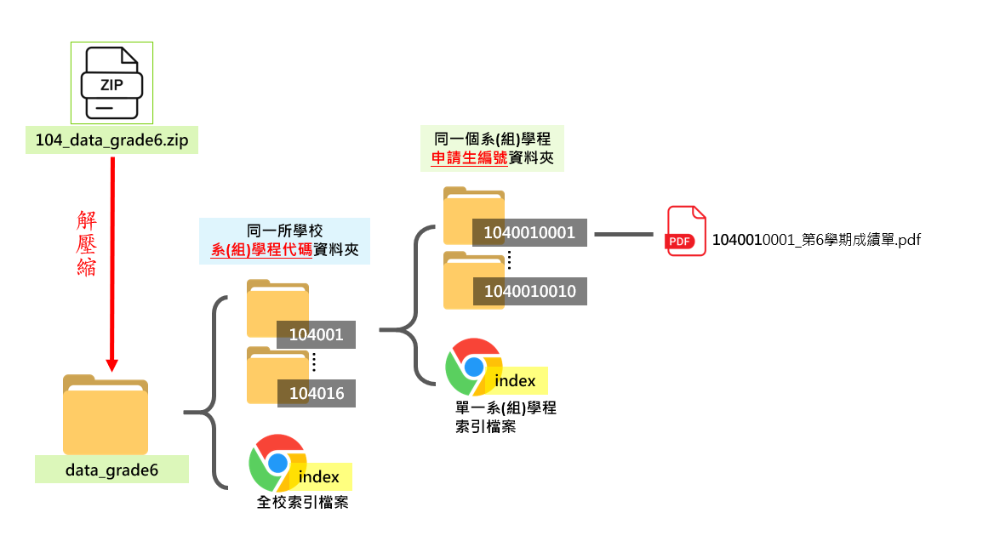 ZIP
104_data_grade6.zip
解壓縮
data_grade6
同一所學校
系(組)學程代碼資料夾
104001
104016
index
全校索引檔案
同一個系(組)學程
申請生編號資料夾
1040010001
1040010010
index
單一系(組)學程
索引檔案
PDF
1040010001_第6學期成績單.pdf